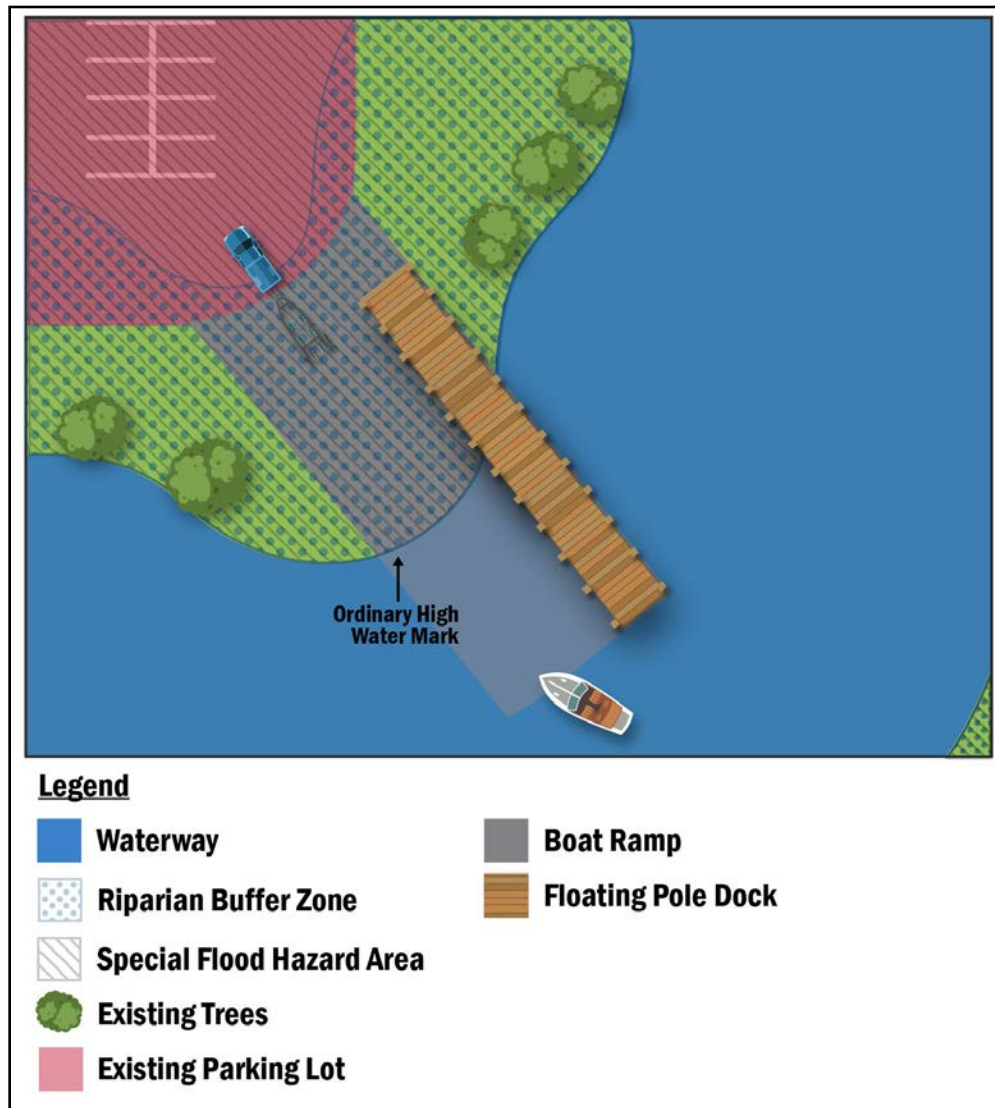 Ordinary High
Water Mark
Legend
Waterway
Riparian Buffer Zone
Special Flood Hazard Area
Existing Trees
Existing Parking Lot
Boat Ramp
Floating Pole Dock